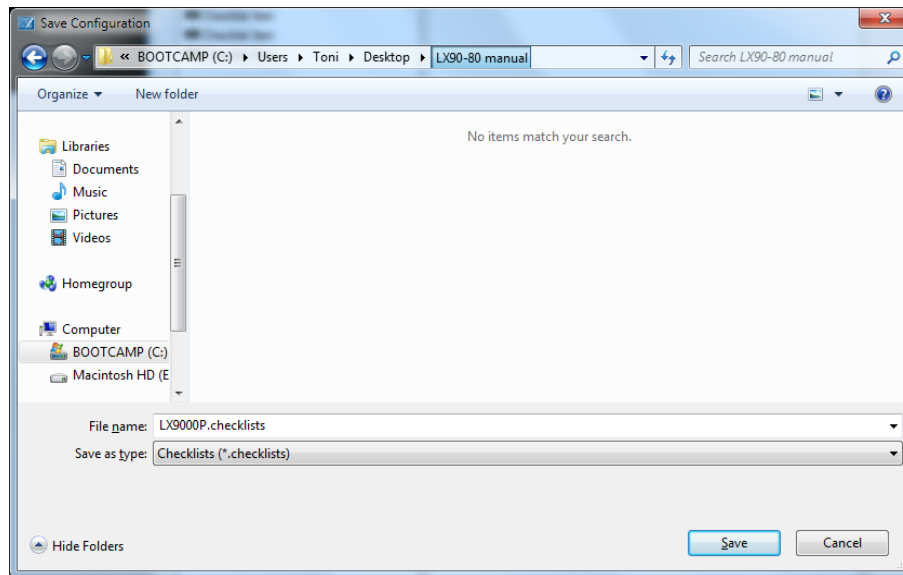 Save Configuration
« BOOTCAMP (C:) Users Toni Desktop LX90-80 manual
Search LX90-80 manual
Organize New folder
No items match your search.
Libraries
Documents
Music
Pictures
Videos
Homegroup
Computer
BOOTCAMP (C:)
Macintosh HD (E
File name: LX9000P.checklists
Save as type: Checklists (*.checklists)
Hide Folders
Save Cancel